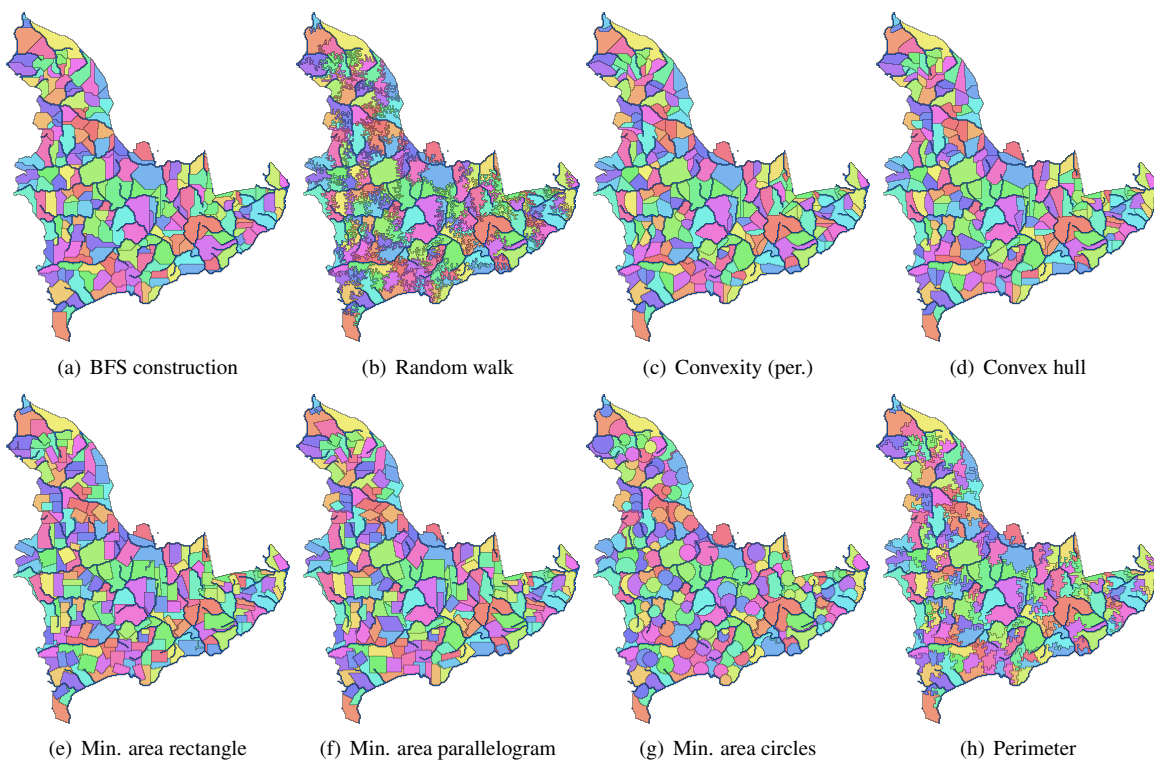 (a) BFS construction
(b) Random walk
(c) Convexity (per.)
(d) Convex hull
(e) Min. area rectangle
(f) Min. area parallelogram
(g) Min. area circles
(h) Perimeter